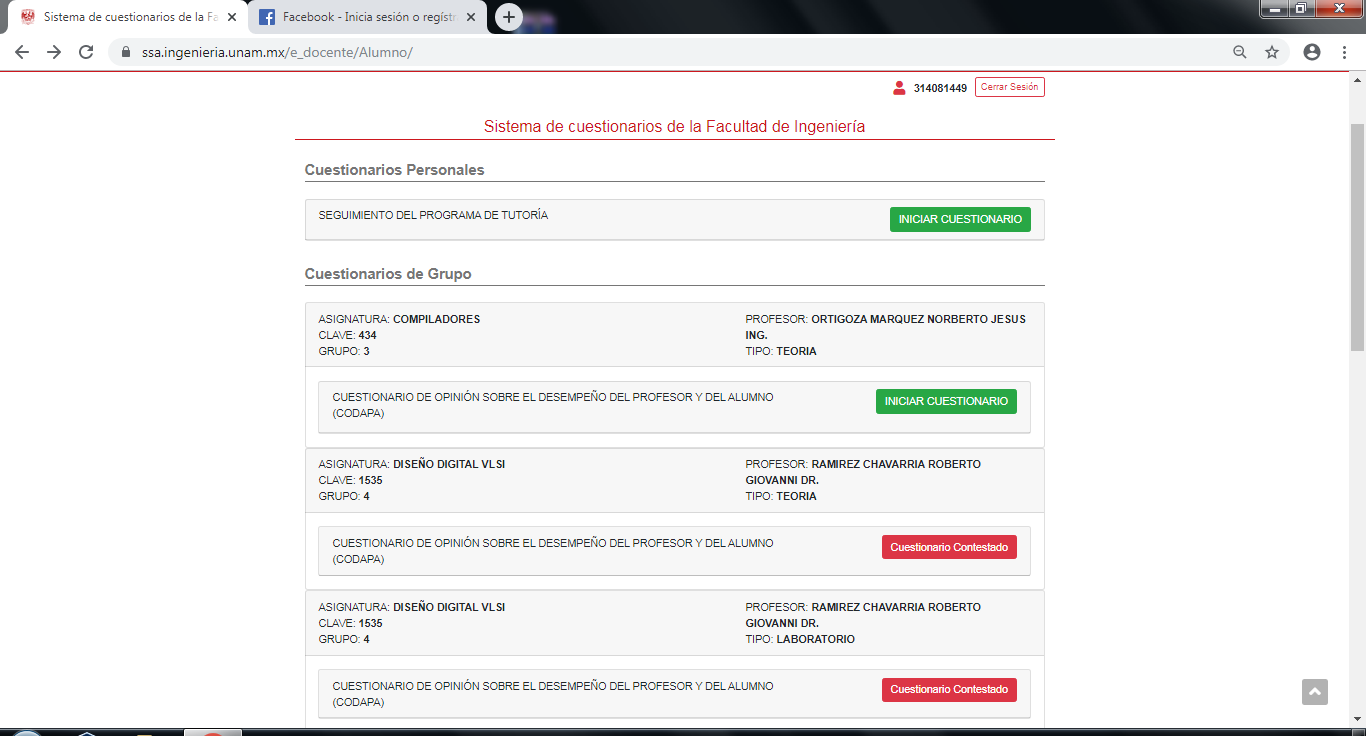 Sistema de cuestionarios de la Fa
Facebook - Inicia sesión o regístr
ssa.ingenieria.unam.mx/e_docente/Alumno/
314081449
Cerrar Sesión
Sistema de cuestionarios de la Facultad de Ingeniería
Cuestionarios Personales
SEGUIMIENTO DEL PROGRAMA DE TUTORÍA
INICIAR CUESTIONARIO
Cuestionarios de Grupo
ASIGNATURA: COMPILADORES
CLAVE: 434
GRUPO: 3
PROFESOR: ORTIGOZA MARQUEZ NORBERTO JESUS
ING.
TIPO: TEORIA
CUESTIONARIO DE OPINIÓN SOBRE EL DESEMPEÑO DEL PROFESOR Y DEL ALUMNO
(CODAPA)
INICIAR CUESTIONARIO
ASIGNATURA: DISEÑO DIGITAL VLSI
CLAVE: 1535
GRUPO: 4
PROFESOR: RAMIREZ CHAVARRIA ROBERTO
GIOVANNI DR.
TIPO: TEORIA
CUESTIONARIO DE OPINIÓN SOBRE EL DESEMPEÑO DEL PROFESOR Y DEL ALUMNO
(CODAPA)
Cuestionario Contestado
ASIGNATURA: DISEÑO DIGITAL VLSI
CLAVE: 1535
GRUPO: 4
PROFESOR: RAMIREZ CHAVARRIA ROBERTO
GIOVANNI DR.
TIPO: LABORATORIO
CUESTIONARIO DE OPINIÓN SOBRE EL DESEMPEÑO DEL PROFESOR Y DEL ALUMNO
(CODAPA)
Cuestionario Contestado